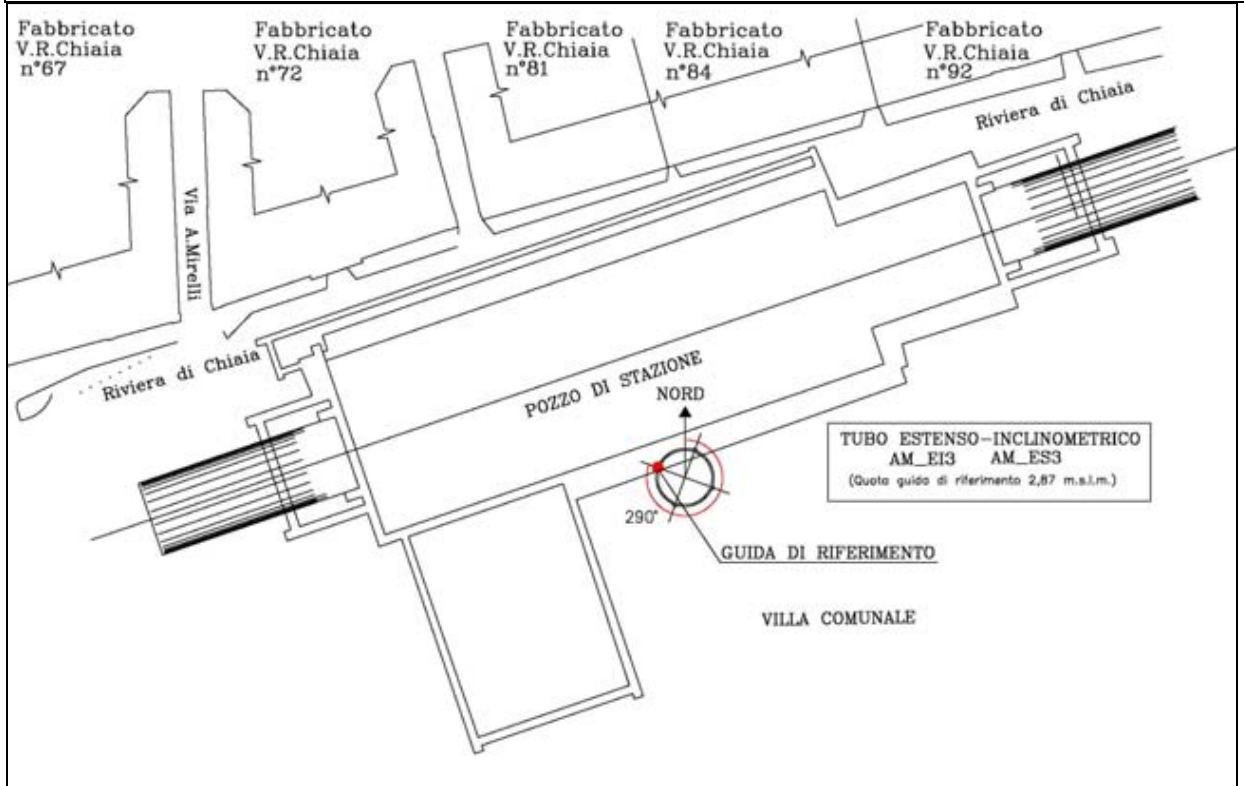 Fabbricato
V.R.Chiaia
n°67
Fabbricato
V.R.Chiaia
n°72
Fabbricato
V.R.Chiaia
n°81
Fabbricato
V.R.Chiaia
n°84
Fabbricato
V.R.Chiaia
n°92
Riviera di Chiaia
Via A.Mirelli
Riviera di Chiaia
POZZO DI STAZIONE
NORD
TUBO ESTENSO-INCLINOMETRICO
AM_EI3 AM_ES3
(Quota guida di riferimento 2,87 m.s.l.m.)
290°
GUIDA DI RIFERIMENTO
VILLA COMUNALE